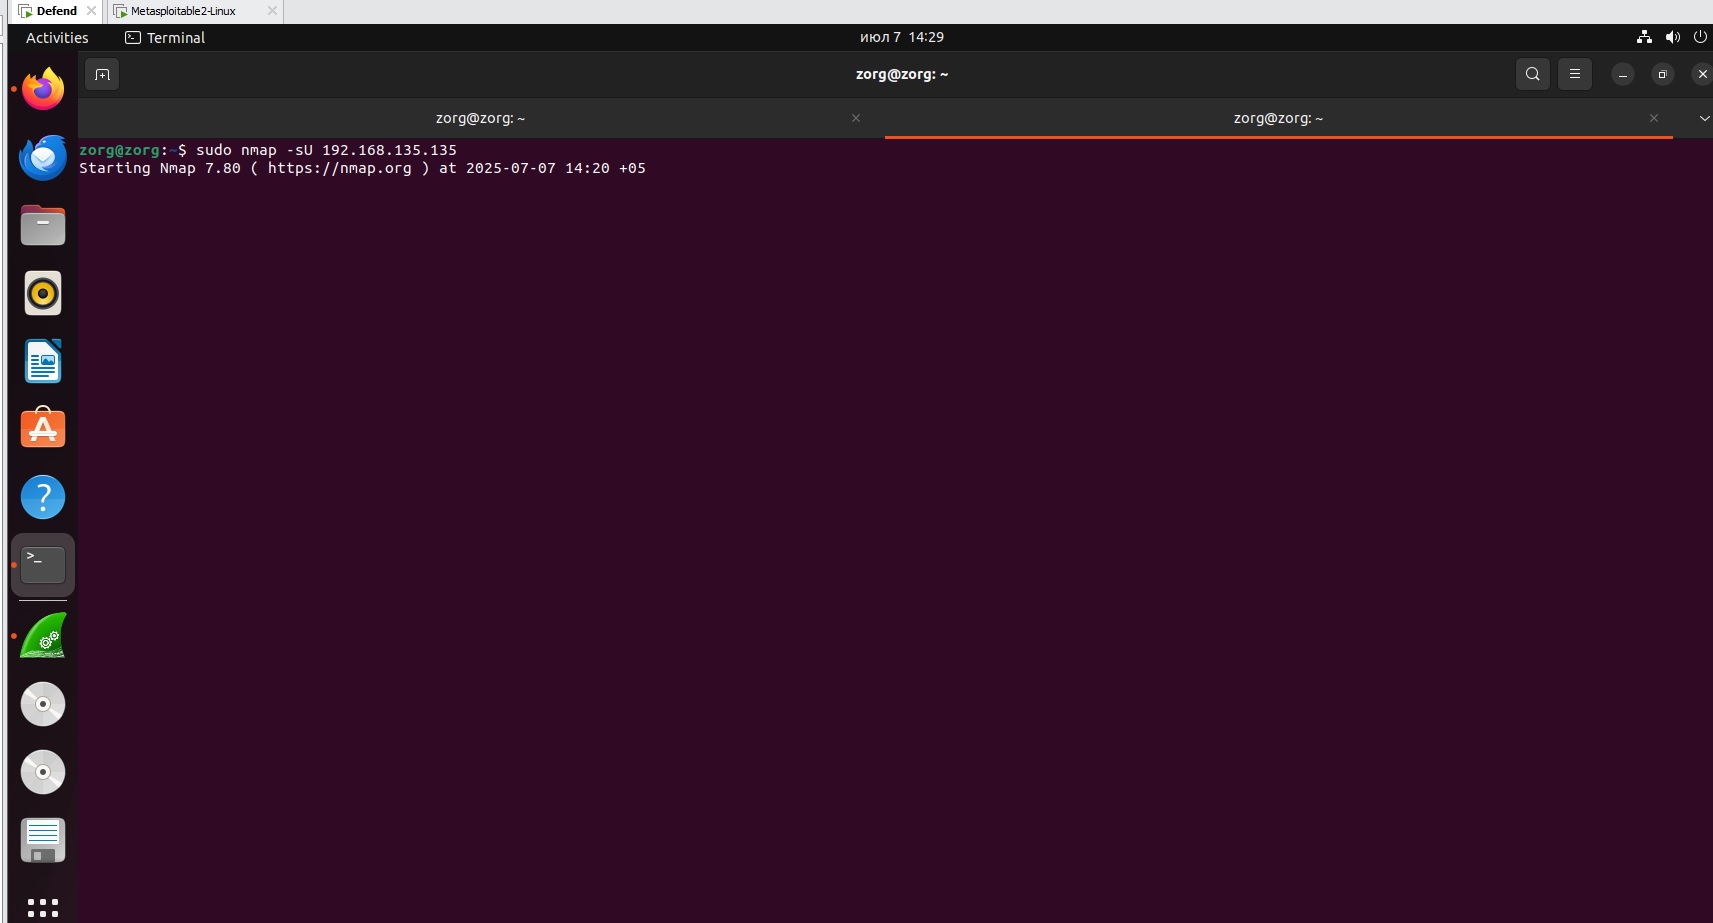 Defend
Metasploitable2-Linux
Activities
Terminal
июл 7 14:29
zorg@zorg: ~
zorg@zorg: ~
zorg@zorg: ~
zorg@zorg:~$ sudo nmap -sU 192.168.135.135
Starting Nmap 7.80 ( https://nmap.org ) at 2025-07-07 14:20 +05